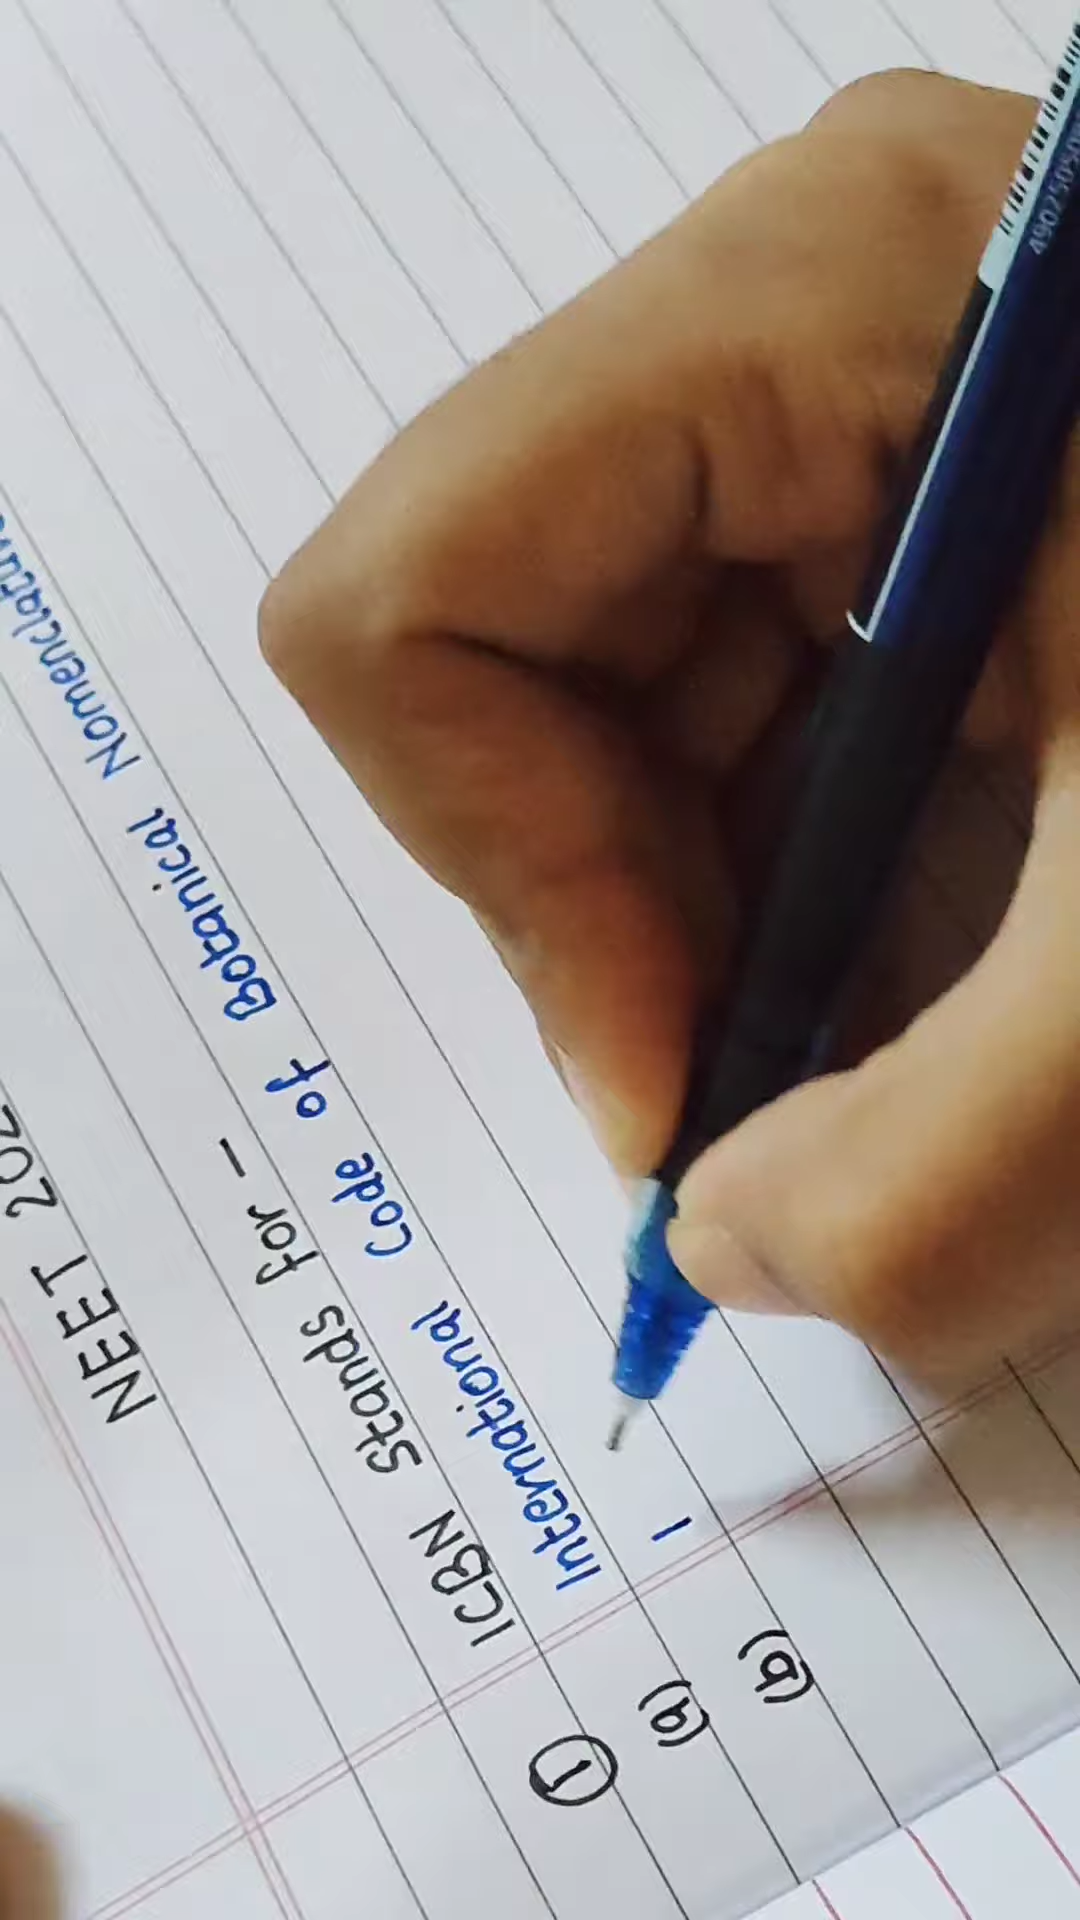 NEET 202
① ICBN stands for –
(a) International Code of Botanical Nomenclature
(b) I